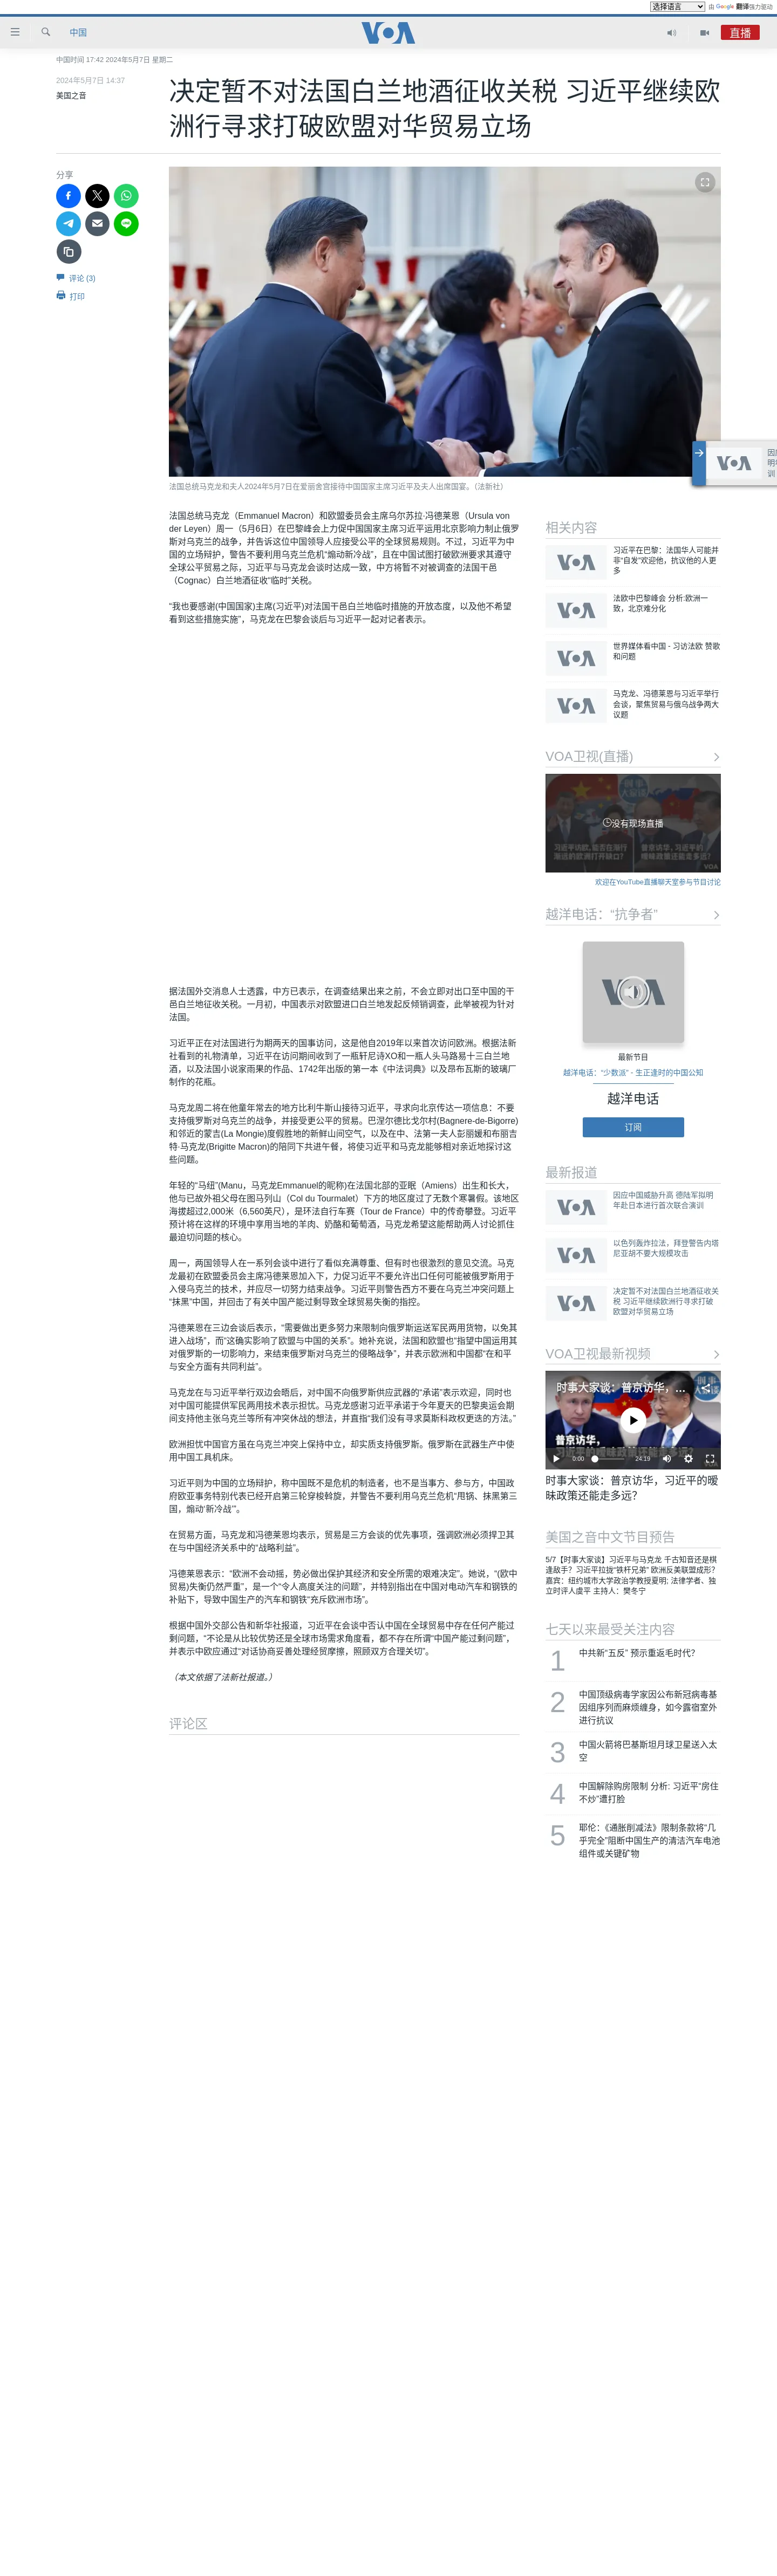 选择语言 由 Google 翻译强力驱动
中国
VOA
直播
中国时间 17:42 2024年5月7日 星期二
2024年5月7日 14:37
美国之音
决定暂不对法国白兰地酒征收关税 习近平继续欧
洲行寻求打破欧盟对华贸易立场
分享
评论 (3)
打印
法国总统马克龙和夫人2024年5月7日在爱丽舍宫接待中国国家主席习近平及夫人出席国宴。（法新社）
法国总统马克龙（Emmanuel Macron）和欧盟委员会主席乌尔苏拉·冯德莱恩（Ursula von
der Leyen）周一（5月6日）在巴黎峰会上力促中国国家主席习近平运用北京影响力制止俄罗
斯对乌克兰的战争，并告诉这位中国领导人应接受公平的全球贸易规则。不过，习近平为中
国的立场辩护，警告不要利用乌克兰危机“煽动新冷战”，且在中国试图打破欧洲要求其遵守
全球公平贸易之际，习近平与马克龙会谈时达成一致，中方将暂不对被调查的法国干邑
（Cognac）白兰地酒征收“临时”关税。
“我也要感谢(中国国家)主席(习近平)对法国干邑白兰地临时措施的开放态度，以及他不希望
看到这些措施实施”，马克龙在巴黎会谈后与习近平一起对记者表示。
据法国外交消息人士透露，中方已表示，在调查结果出来之前，不会立即对出口至中国的干
邑白兰地征收关税。一月初，中国表示对欧盟进口白兰地发起反倾销调查，此举被视为针对
法国。
习近平正在对法国进行为期两天的国事访问，这是他自2019年以来首次访问欧洲。根据法新
社看到的礼物清单，习近平在访问期间收到了一瓶轩尼诗XO和一瓶人头马路易十三白兰地
酒，以及法国小说家雨果的作品、1742年出版的第一本《中法词典》以及昂布瓦斯的玻璃厂
制作的花瓶。
马克龙周二将在他童年常去的地方比利牛斯山接待习近平，寻求向北京传达一项信息：不要
支持俄罗斯对乌克兰的战争，并接受更公平的贸易。巴涅尔德比戈尔村(Bagnere-de-Bigorre)
和邻近的蒙吉(La Mongie)度假胜地的新鲜山间空气，以及在中、法第一夫人彭丽媛和布丽吉
特·马克龙(Brigitte Macron)的陪同下共进午餐，将使习近平和马克龙能够相对亲近地探讨这
些问题。
年轻的“马纽”(Manu，马克龙Emmanuel的昵称)在法国北部的亚眠（Amiens）出生和长大，
他与已故外祖父母在图马列山（Col du Tourmalet）下方的地区度过了无数个寒暑假。该地区
海拔超过2,000米（6,560英尺），是环法自行车赛（Tour de France）中的传奇攀登。习近平
预计将在这样的环境中享用当地的羊肉、奶酪和葡萄酒，马克龙希望这能帮助两人讨论抓住
最迫切问题的核心。
周一，两国领导人在一系列会谈中进行了看似充满尊重、但有时也很激烈的意见交流。马克
龙最初在欧盟委员会主席冯德莱恩加入下，力促习近平不要允许出口任何可能被俄罗斯用于
入侵乌克兰的技术，并应尽一切努力结束战争。习近平则警告西方不要在乌克兰冲突问题上
“抹黑”中国，并回击了有关中国产能过剩导致全球贸易失衡的指控。
冯德莱恩在三边会谈后表示，“需要做出更多努力来限制向俄罗斯运送军民两用货物，以免其
进入战场”，而“这确实影响了欧盟与中国的关系”。她补充说，法国和欧盟也“指望中国运用其
对俄罗斯的一切影响力，来结束俄罗斯对乌克兰的侵略战争”，并表示欧洲和中国都“在和平
与安全方面有共同利益”。
马克龙在与习近平举行双边会晤后，对中国不向俄罗斯供应武器的“承诺”表示欢迎，同时也
对中国可能提供军民两用技术表示担忧。马克龙感谢习近平承诺于今年夏天的巴黎奥运会期
间支持他主张乌克兰等所有冲突休战的想法，并直指“我们没有寻求莫斯科政权更迭的方法。”
欧洲担忧中国官方虽在乌克兰冲突上保持中立，却实质支持俄罗斯。俄罗斯在武器生产中使
用中国工具机床。
习近平则为中国的立场辩护，称中国既不是危机的制造者，也不是当事方、参与方，中国政
府欧亚事务特别代表已经开启第三轮穿梭斡旋，并警告不要利用乌克兰危机“甩锅、抹黑第三
国，煽动‘新冷战’”。
在贸易方面，马克龙和冯德莱恩均表示，贸易是三方会谈的优先事项，强调欧洲必须捍卫其
在与中国经济关系中的“战略利益”。
冯德莱恩表示：“欧洲不会动摇，势必做出保护其经济和安全所需的艰难决定”。她说，“(欧中
贸易)失衡仍然严重”，是一个“令人高度关注的问题”，并特别指出在中国对电动汽车和钢铁的
补贴下，导致中国生产的汽车和钢铁“充斥欧洲市场”。
根据中国外交部公告和新华社报道，习近平在会谈中否认中国在全球贸易中存在任何产能过
剩问题，“不论是从比较优势还是全球市场需求角度看，都不存在所谓“中国产能过剩问题”，
并表示中欧应通过“对话协商妥善处理经贸摩擦，照顾双方合理关切”。
（本文依据了法新社报道。）
评论区
相关内容
习近平在巴黎：法国华人可能并
非“自发”欢迎他，抗议他的人更
多
法欧中巴黎峰会 分析:欧洲一
致，北京难分化
世界媒体看中国 - 习访法欧 赞歌
和问题
马克龙、冯德莱恩与习近平举行
会谈，聚焦贸易与俄乌战争两大
议题
VOA卫视(直播)
没有现场直播
欢迎在YouTube直播聊天室参与节目讨论
越洋电话：“抗争者”
最新节目
越洋电话：“少数派” - 生正逢时的中国公知
越洋电话
订阅
最新报道
因应中国威胁升高 德陆军拟明
年赴日本进行首次联合演训
以色列轰炸拉法，拜登警告内塔
尼亚胡不要大规模攻击
决定暂不对法国白兰地酒征收关
税 习近平继续欧洲行寻求打破
欧盟对华贸易立场
VOA卫视最新视频
时事大家谈：普京访华，...
普京访华，
0:00 24:19
时事大家谈：普京访华，习近平的暧
昧政策还能走多远？
美国之音中文节目预告
5/7【时事大家谈】习近平与马克龙 千古知音还是棋
逢敌手？习近平拉拢“铁杆兄弟” 欧洲反美联盟成形？
嘉宾：纽约城市大学政治学教授夏明; 法律学者、独
立时评人虞平 主持人：樊冬宁
七天以来最受关注内容
1 中共新“五反” 预示重返毛时代？
2 中国顶级病毒学家因公布新冠病毒基
因组序列而麻烦缠身，如今露宿室外
进行抗议
3 中国火箭将巴基斯坦月球卫星送入太
空
4 中国解除购房限制 分析: 习近平“房住
不炒”遭打脸
5 耶伦:《通胀削减法》限制条款将“几
乎完全”阻断中国生产的清洁汽车电池
组件或关键矿物